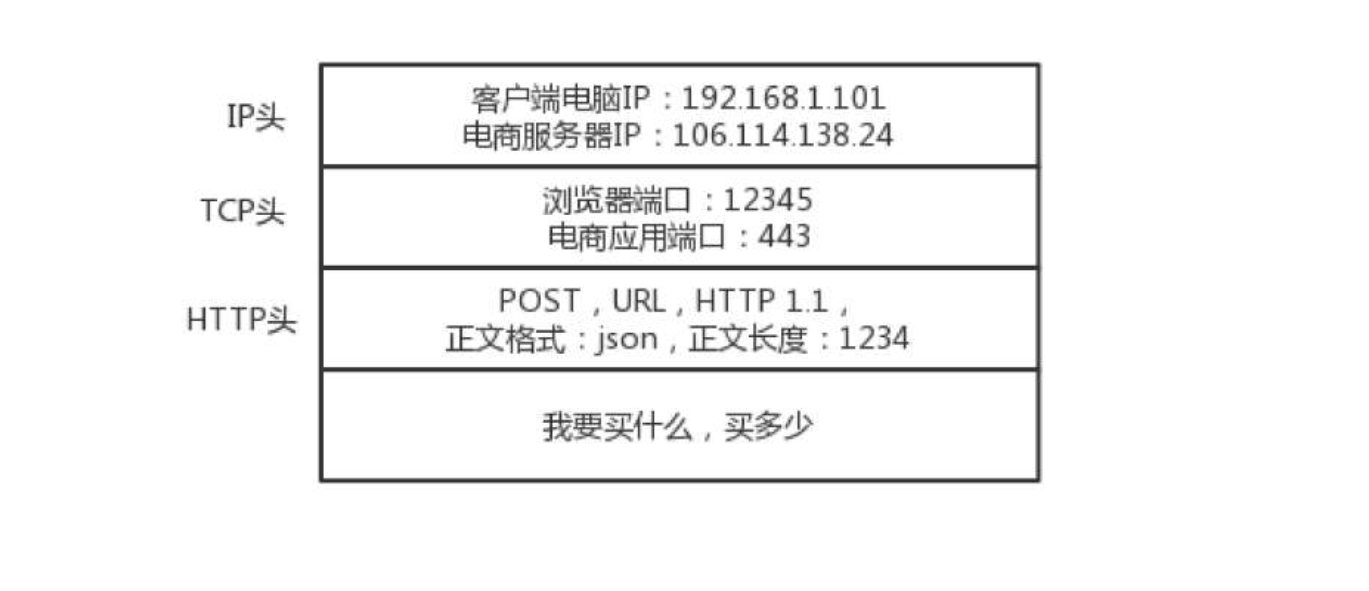 IP头
客户端电脑IP：192.168.1.101
电商服务器IP：106.114.138.24
TCP头
浏览器端口：12345
电商应用端口：443
HTTP头
POST，URL，HTTP 1.1，
正文格式：json，正文长度：1234
我要买什么，买多少